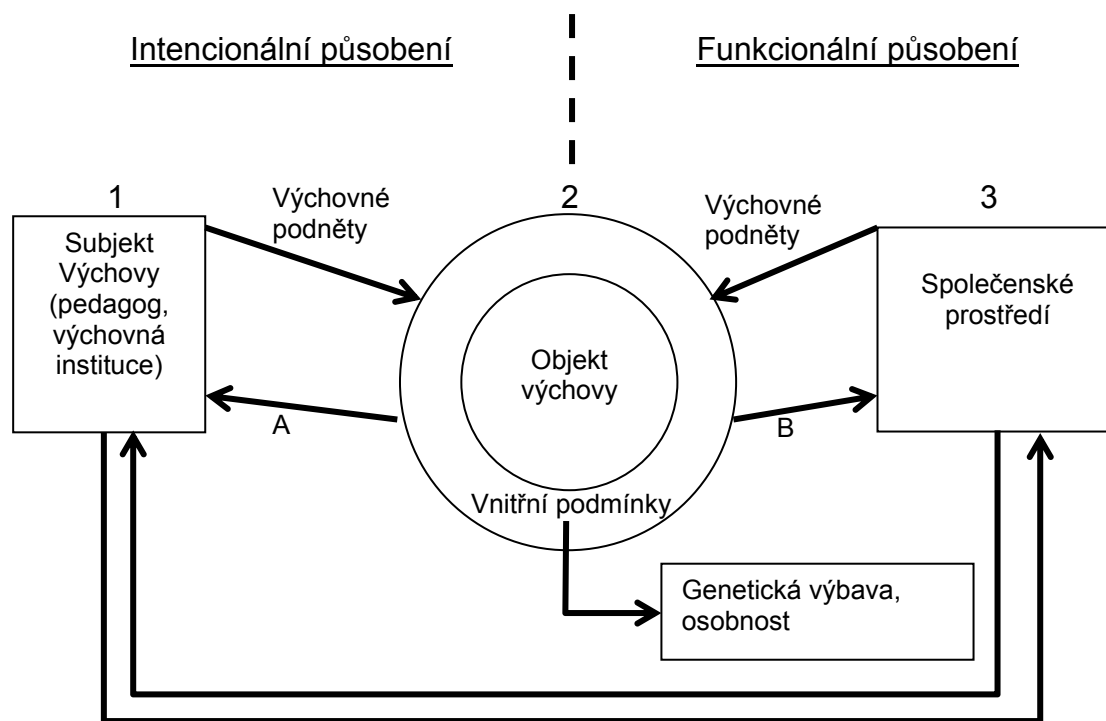 Intencionální působení
Funkcionální působení
1
Výchovné
podněty
2
Výchovné
podněty
3
Subjekt
Výchovy
(pedagog,
výchovná
instituce)
Objekt
výchovy
Společenské
prostředí
A
B
Vnitřní podmínky
Genetická výbava,
osobnost